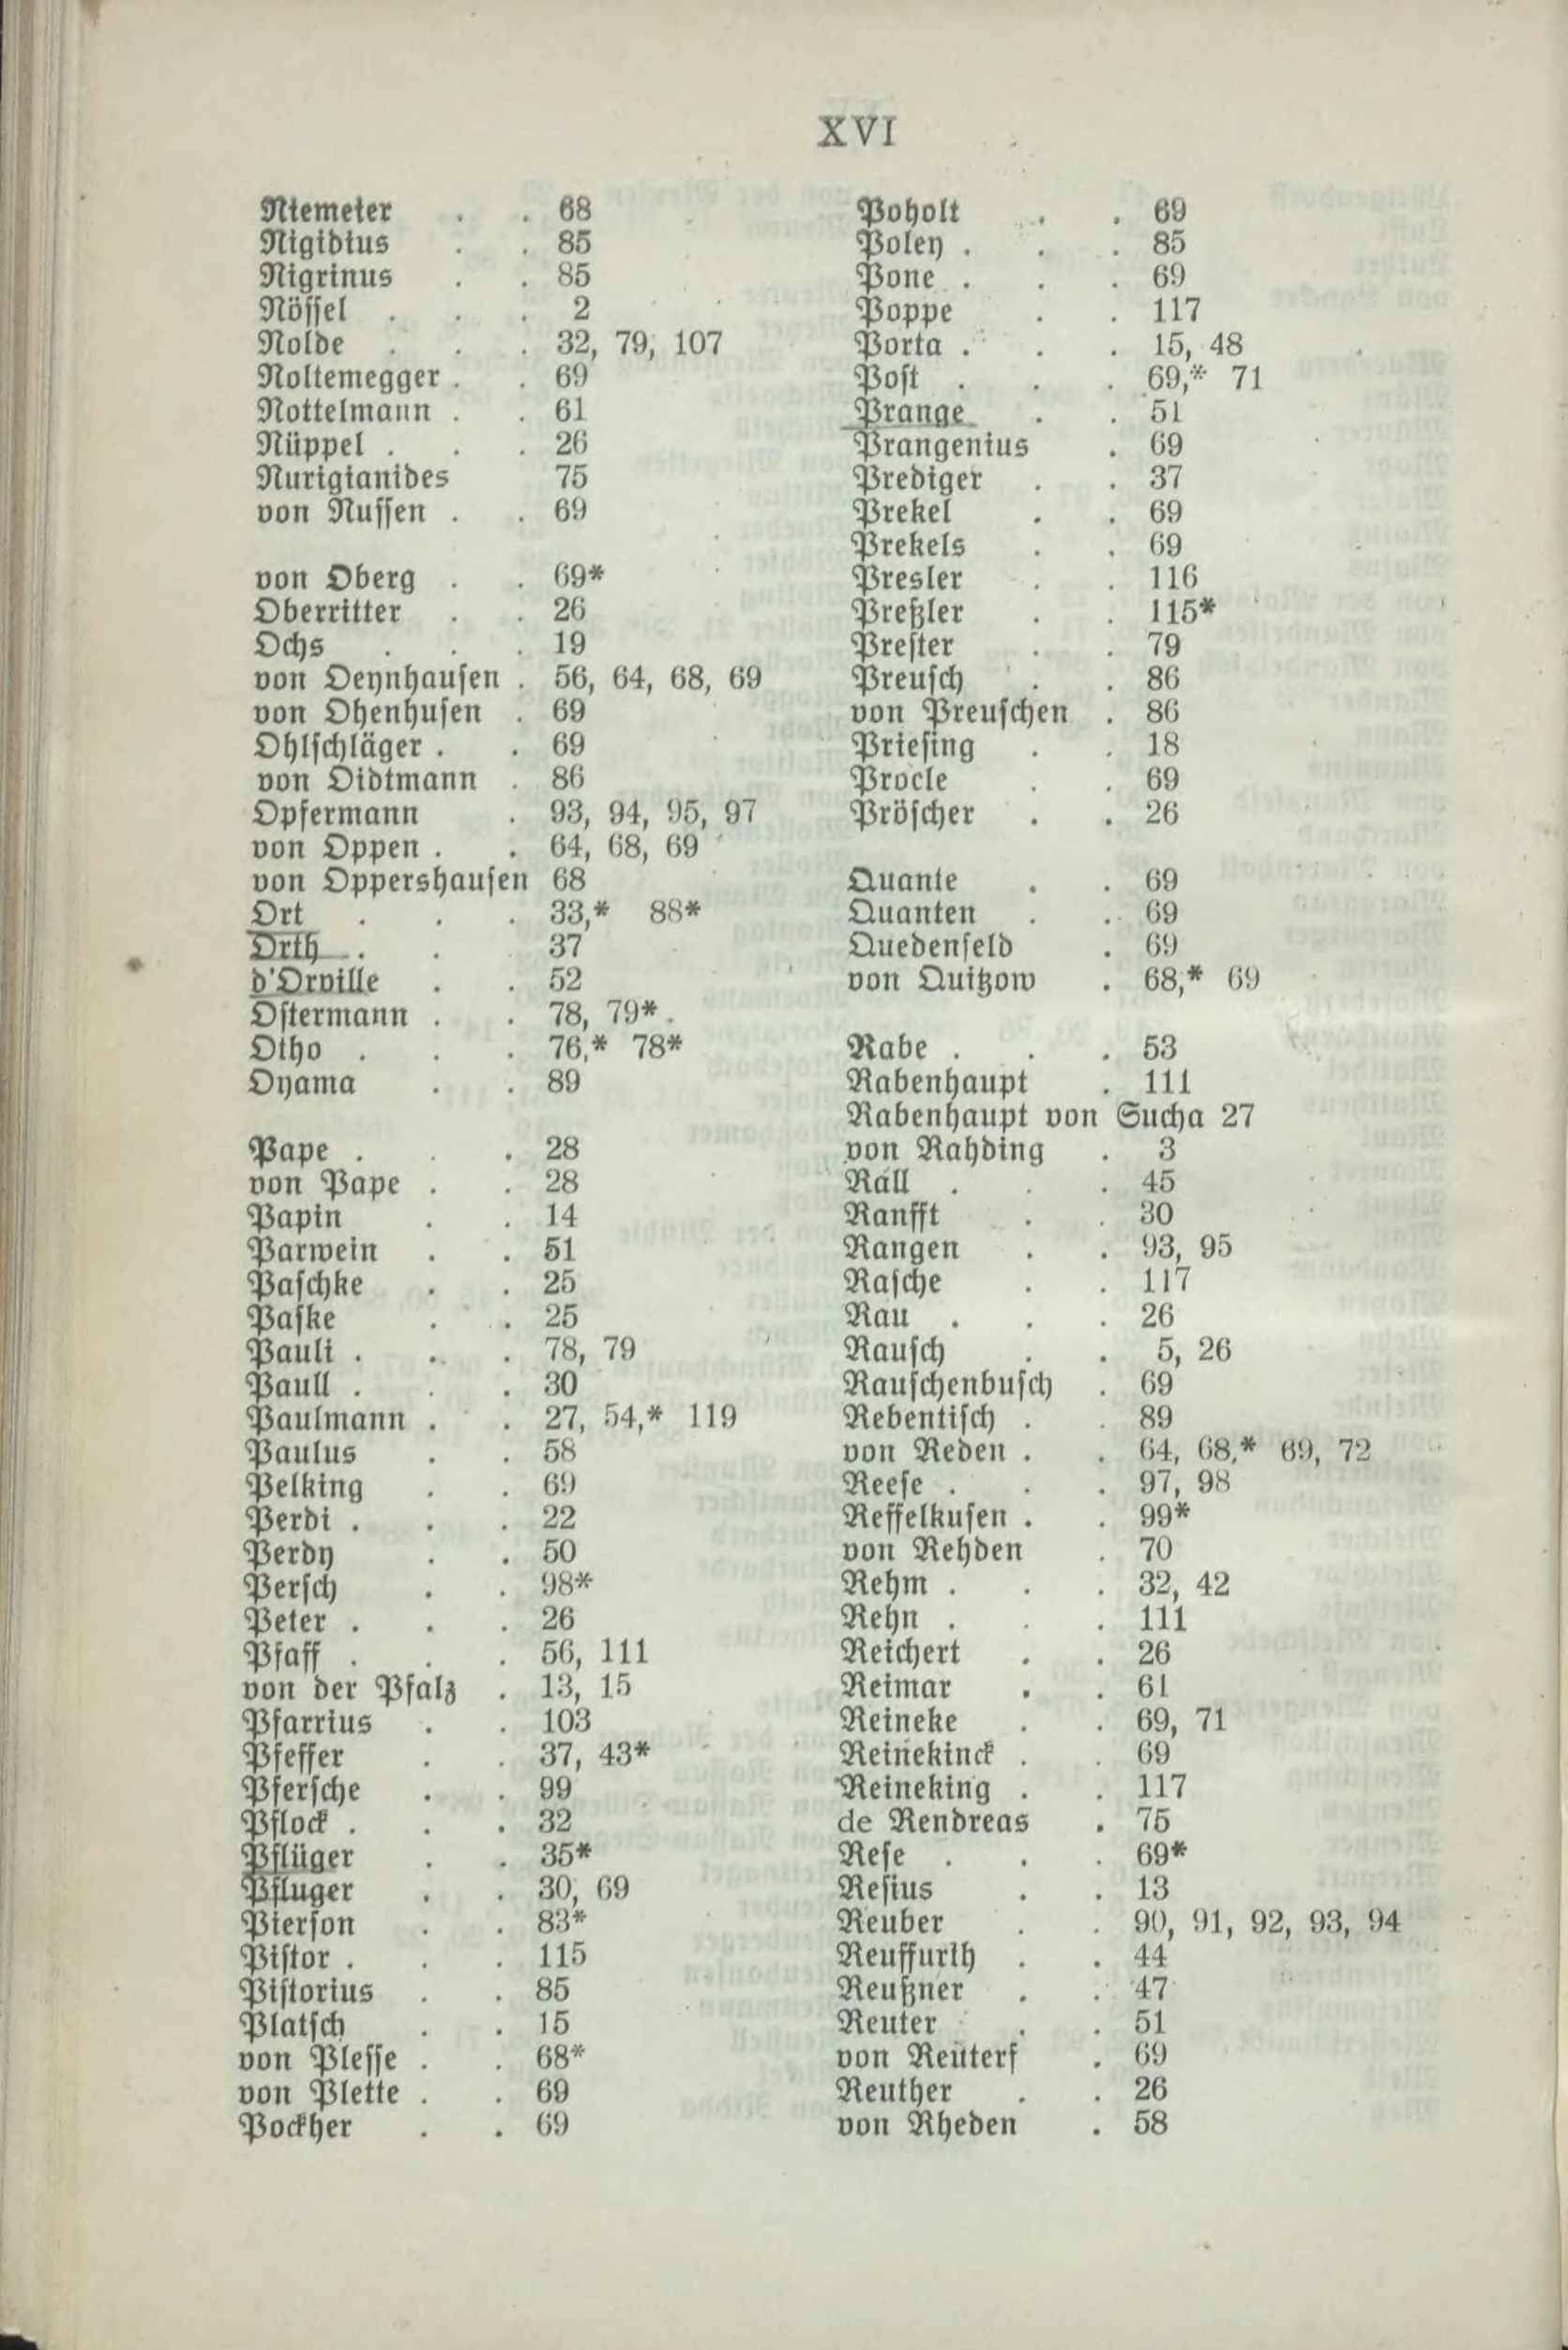 XVI
Niemeier . . 68
Nigidius . . 85
Nigrinus . . 85
Nöſſel . . . 2
Nolde . . . 32, 79, 107
Noltemegger . . 69
Nottelmann . . 61
Nüppel . . . 26
Nurigianides 75
von Nuſſen . . 69
von Oberg . . 69*
Oberritter . . 26
Ochs . . . 19
von Oeynhauſen . 56, 64, 68, 69
von Ohenhuſen . 69
Ohlſchläger . . 69
von Oidtmann . 86
Opfermann . 93, 94, 95, 97
von Oppen . . 64, 68, 69
von Oppershauſen 68
Ort . . . 33,* 88*
Orth . . 37
d'Orville . . 52
Oſtermann . . 78, 79*
Otho . . . 76,* 78*
Oyama . . 89
Pape . . . 28
von Pape . . 28
Papin . . 14
Parwein . . 51
Paſchke . . 25
Paſke . . 25
Pauli . . . 78, 79
Paull . . . 30
Paulmann . . 27, 54,* 119
Paulus . . 58
Pelking . . 69
Perdi . . . 22
Perdy . . 50
Perſch . . 98*
Peter . . . 26
Pfaff . . . 56, 111
von der Pfalz . 13, 15
Pfarrius . . 103
Pfeffer . . 37, 43*
Pferſche . . 99
Pflock . . . 32
Pflüger . . 35*
Pfluger . . 30, 69
Pierſon . . 83*
Piſtor . . . 115
Piſtorius . . 85
Platſch . . 15
von Pleſſe . . 68*
von Plette . . 69
Pockher . . 69
Poholt . . 69
Poley . . . 85
Pone . . . 69
Poppe . . 117
Porta . . . 15, 48
Poſt . . . 69,* 71
Prange . . 51
Prangenius . 69
Prediger . . 37
Prekel . . 69
Prekels . . 69
Presler . . 116
Preßler . . 115*
Preſter . . 79
Preuſch . . 86
von Preuſchen . 86
Prieſing . . 18
Procle . . 69
Pröſcher . . 26
Quante . . 69
Quanten . . 69
Quedenfeld . 69
von Quitzow . 68,* 69
Rabe . . . 53
Rabenhaupt . 111
Rabenhaupt von Sucha 27
von Rahding . 3
Rall . . . 45
Ranfft . . 30
Rangen . . 93, 95
Raſche . . 117
Rau . . . 26
Rauſch . . 5, 26
Rauſchenbuſch . 69
Rebentiſch . . 89
von Reden . . 64, 68,* 69, 72
Reeſe . . . 97, 98
Reffelkuſen . . 99*
von Rehden . 70
Rehm . . . 32, 42
Rehn . . . 111
Reichert . . 26
Reimar . . 61
Reineke . . 69, 71
Reinekinck . . 69
Reineking . . 117
de Rendreas . 75
Reſe . . . 69*
Reſius . . 13
Reuber . . 90, 91, 92, 93, 94
Reuffurth . . 44
Reußner . . 47
Reuter . . 51
von Reuterf . 69
Reuther . . 26
von Rheden . 58